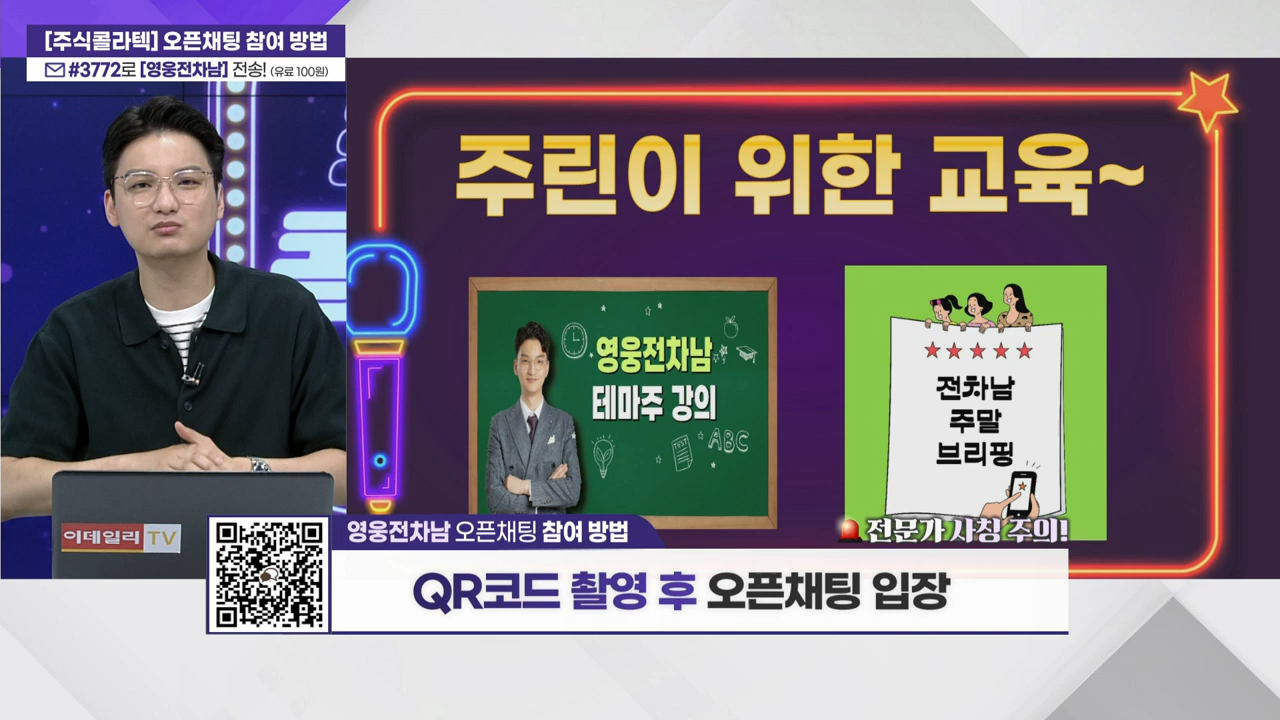 [주식콜라텍] 오픈채팅 참여 방법
#3772로 [영웅전차남] 전송! (유료 100원)
주린이 위한 교육~
영웅전차남
테마주 강의
TEST
ABC
전차남
주말
브리핑
전문가 사칭 주의!
이데일리TV
영웅전차남 오픈채팅 참여 방법
QR코드 촬영 후 오픈채팅 입장